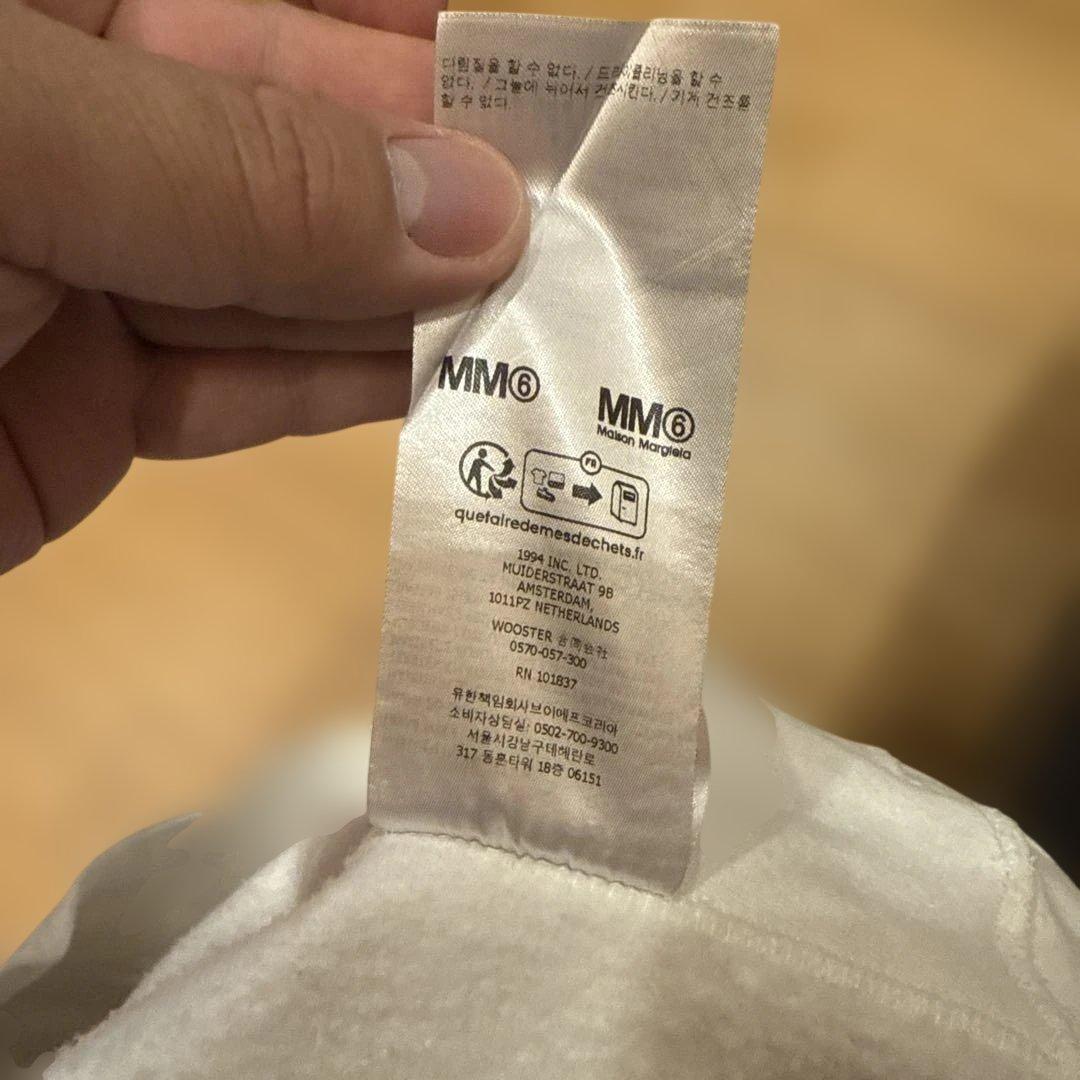 다림질을 할 수 없다. / 드라이클리닝을 할 수
없다. / 그늘에 뉘어서 건조시킨다. / 기계 건조를
할 수 없다.
MM⑥
MM⑥
Maison Margiela
FR
quefairedemesdechets.fr
1994 INC. LTD.
MUIDERSTRAAT 9B
AMSTERDAM,
1011PZ NETHERLANDS
WOOSTER 合同会社
0570-057-300
RN 101837
유한책임회사브이에프코리아
소비자상담실: 0502-700-9300
서울시강남구테헤란로
317 동훈타워 18층 06151